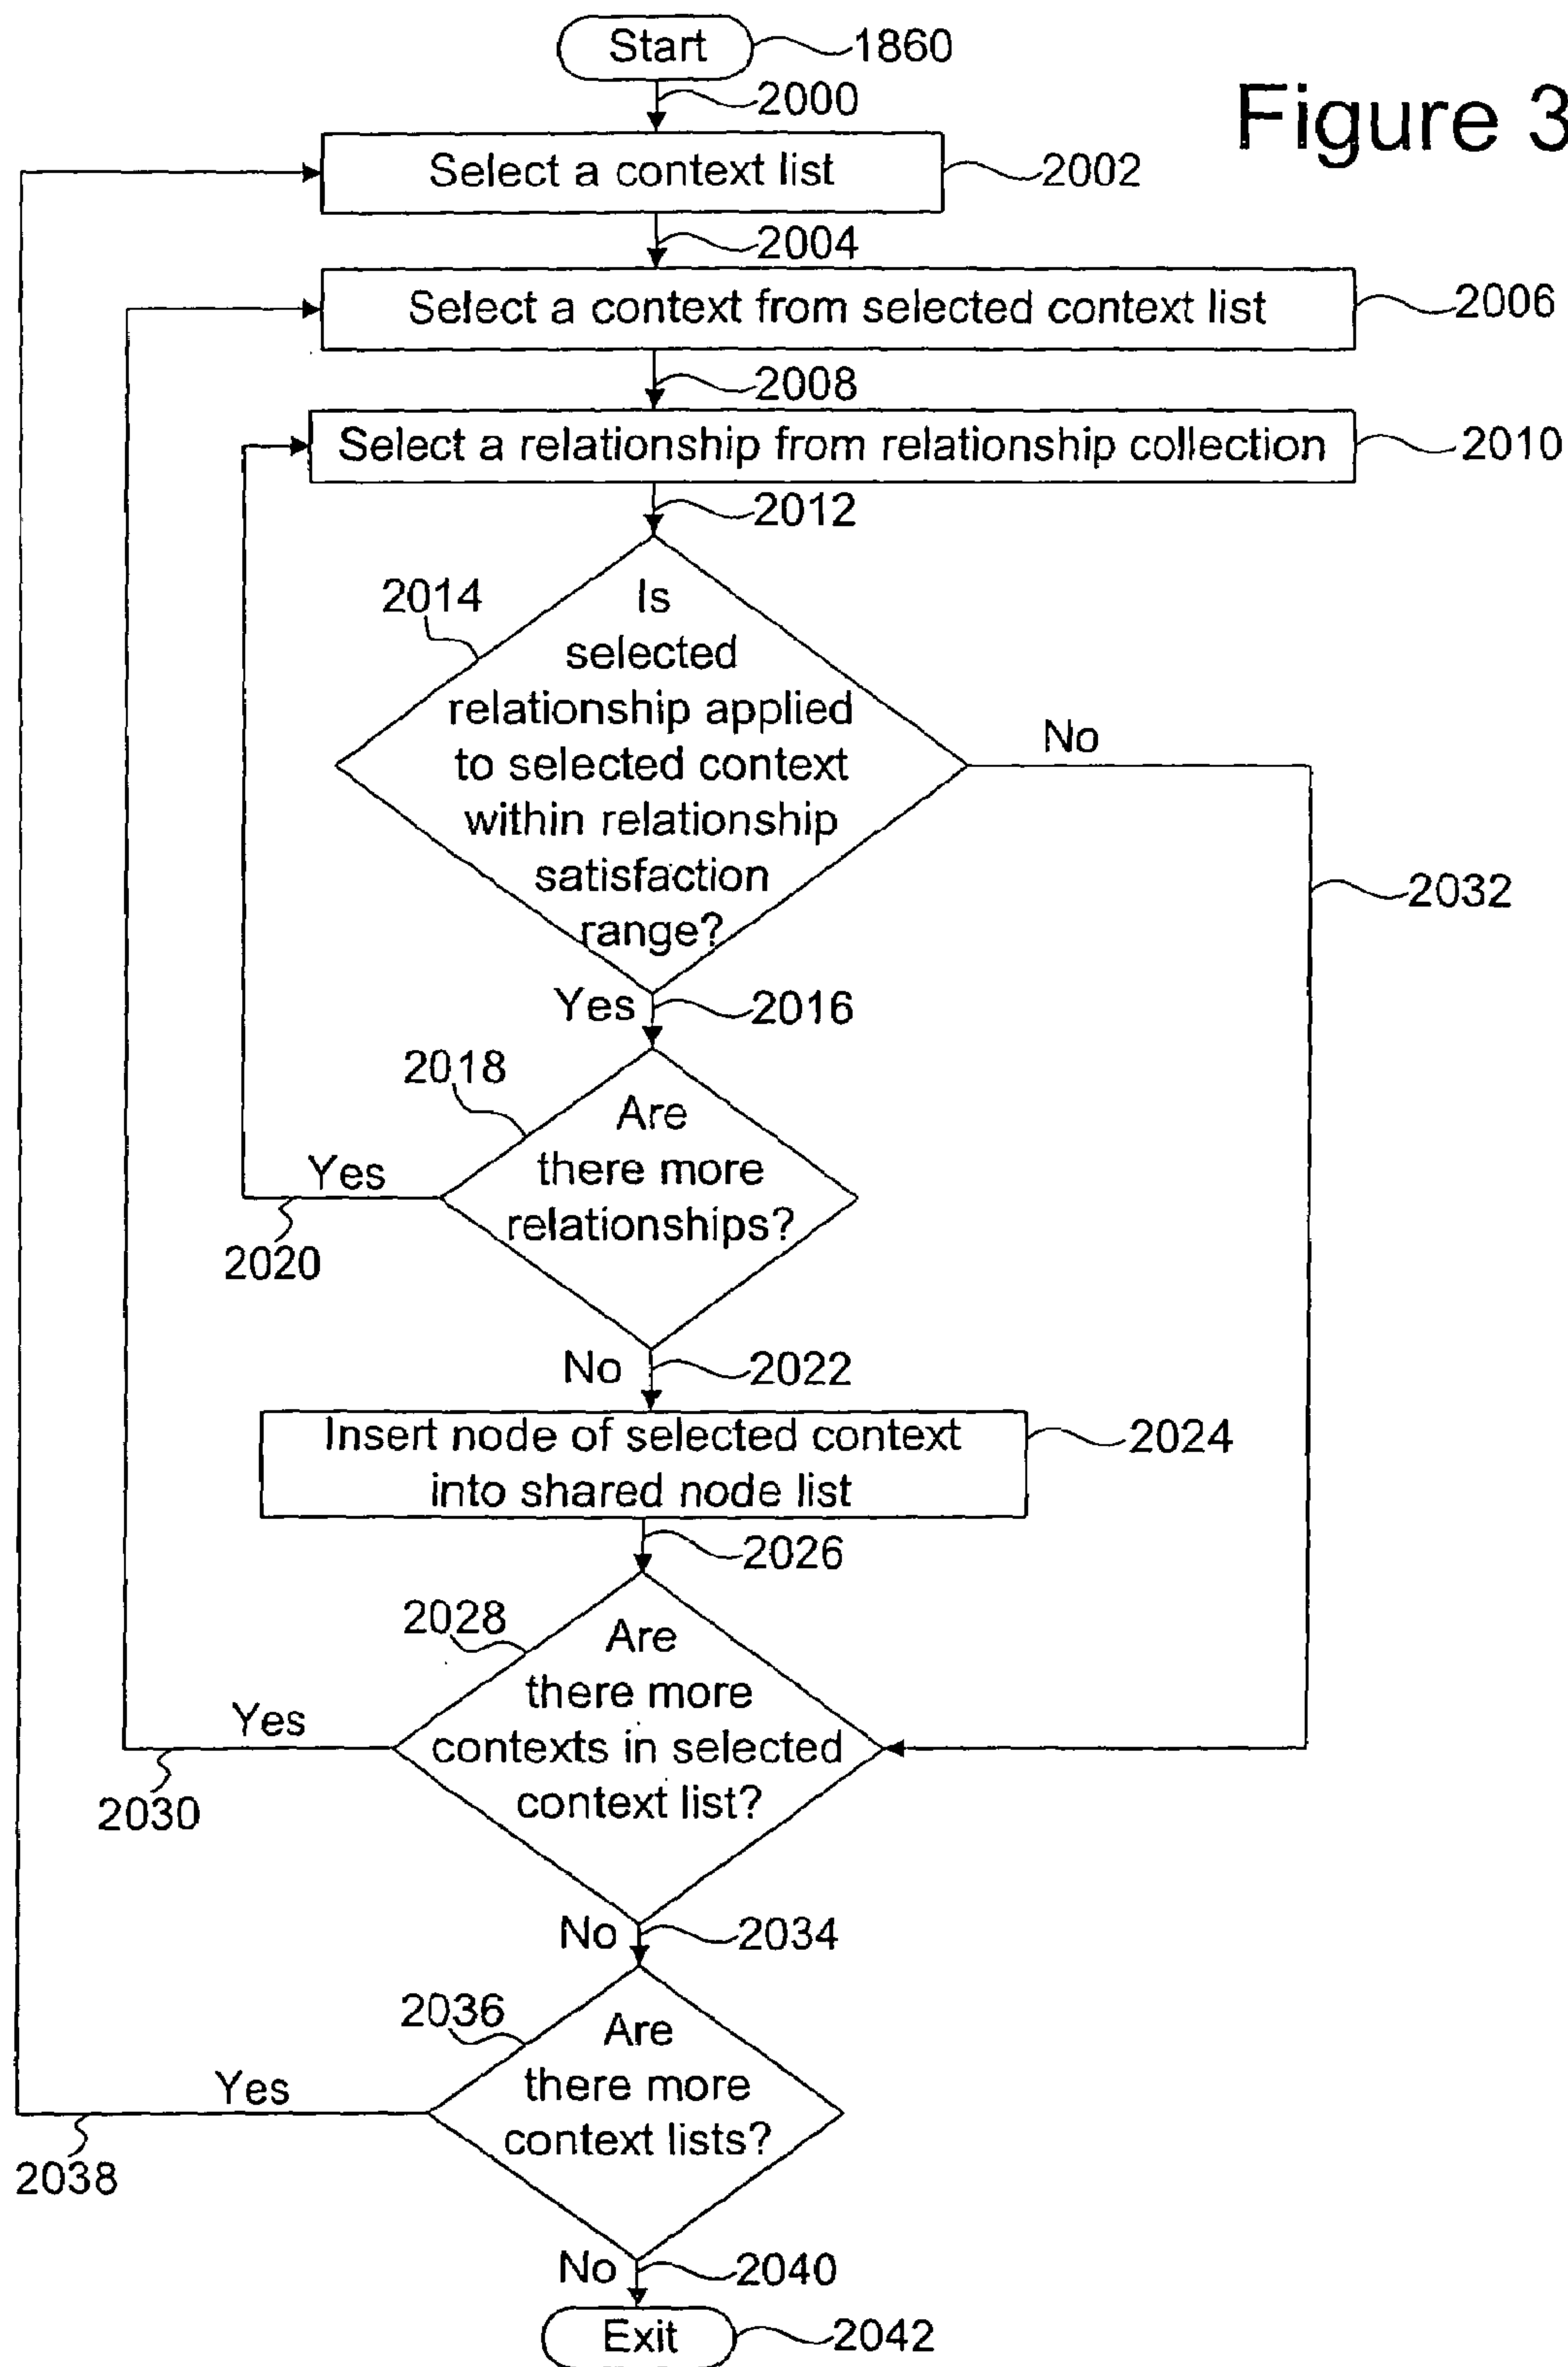 Start
1860
2000
Figure 3
Select a context list
2002
2004
Select a context from selected context list
2006
2008
Select a relationship from relationship collection
2010
2012
2014
Is
selected
relationship applied
to selected context
within relationship
satisfaction
range?
No
2032
Yes
2016
2018
Are
there more
relationships?
Yes
2020
No
2022
Insert node of selected context
into shared node list
2024
2026
2028
Are
there more
contexts in selected
context list?
Yes
2030
No
2034
2036
Are
there more
context lists?
Yes
2038
No
2040
Exit
2042